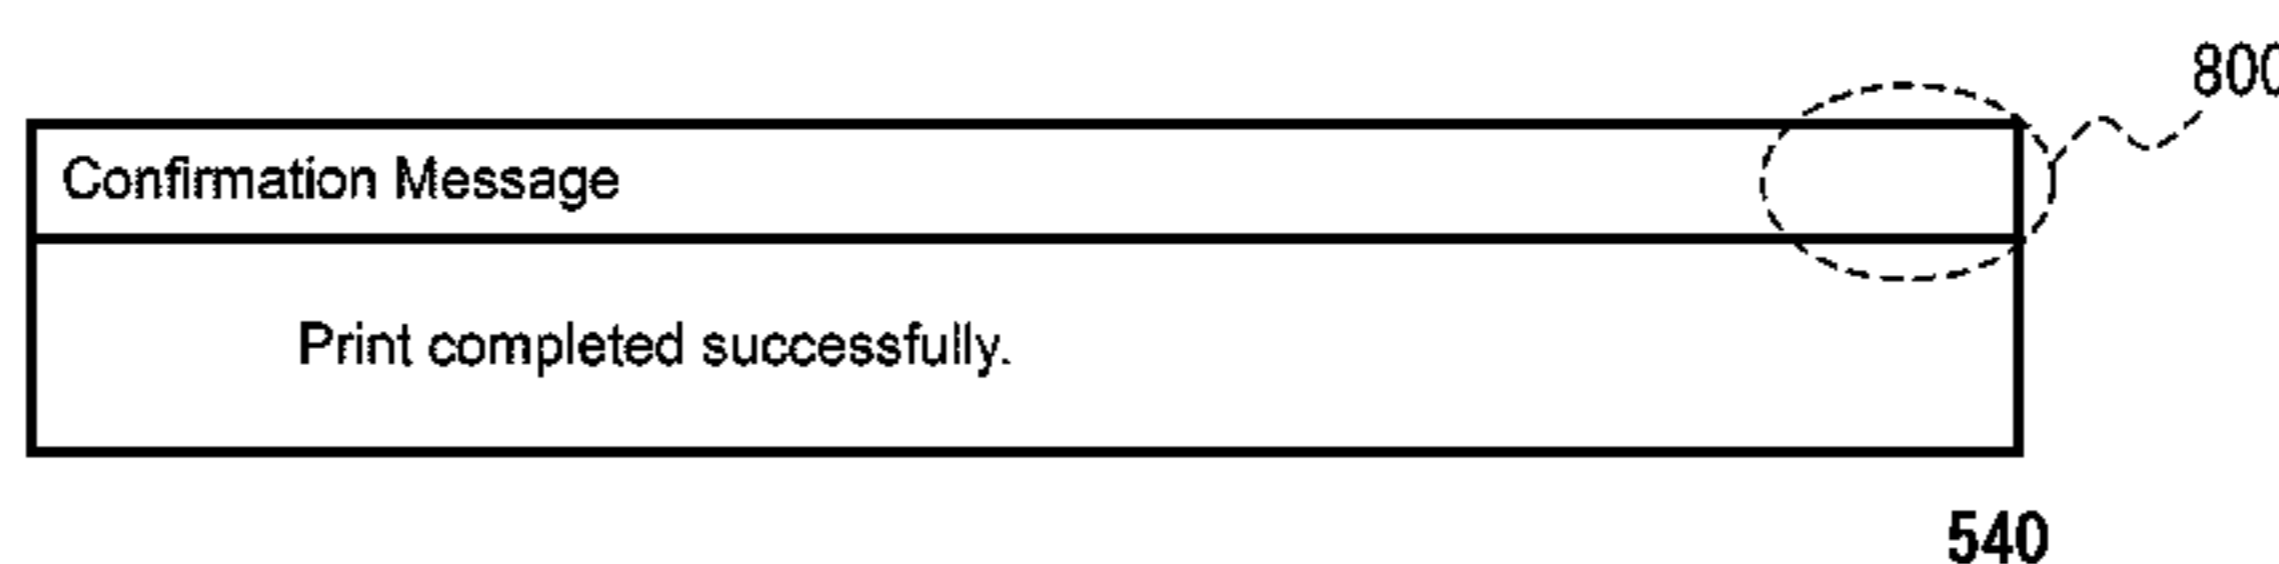 800
Confirmation Message
Print completed successfully.
540